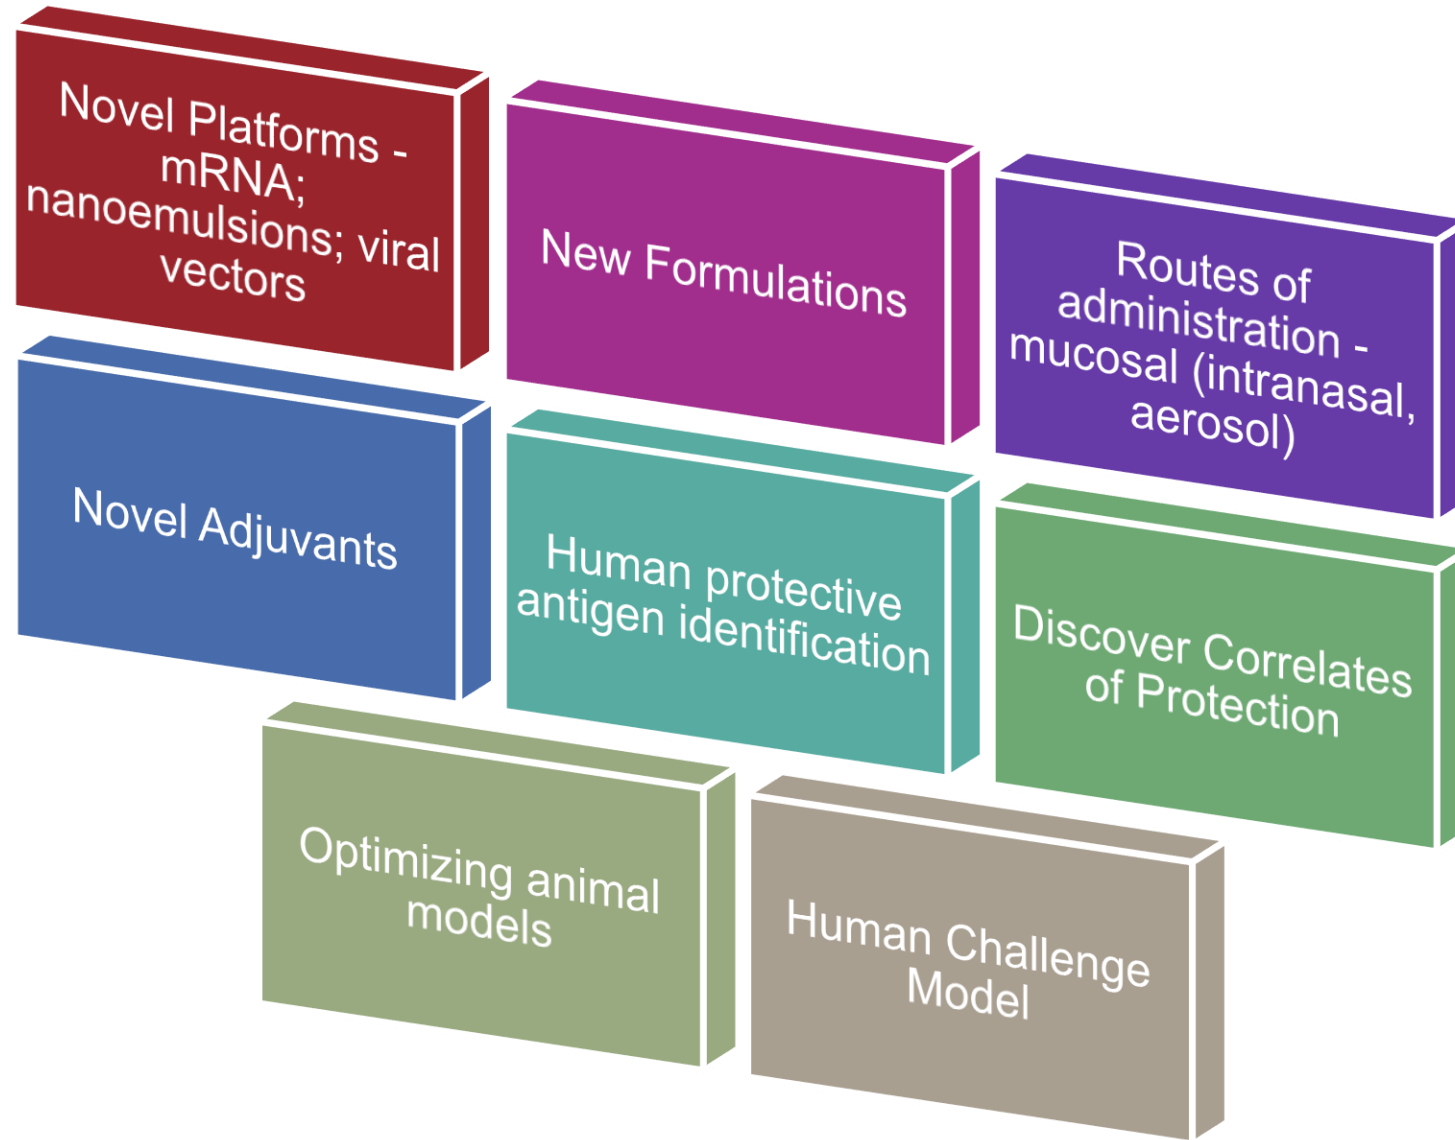 Novel Platforms -
mRNA;
nanoemulsions; viral
vectors
New Formulations
Routes of
administration -
mucosal (intranasal,
aerosol)
Novel Adjuvants
Human protective
antigen identification
Discover Correlates
of Protection
Optimizing animal
models
Human Challenge
Model